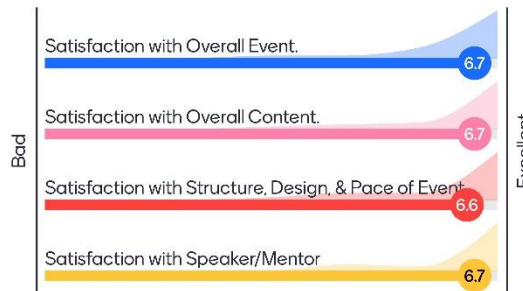 Satisfaction with Overall Event.
6.7
Satisfaction with Overall Content.
6.7
Satisfaction with Structure, Design, & Pace of Event
6.6
Satisfaction with Speaker/Mentor
6.7
Bad
Excellent